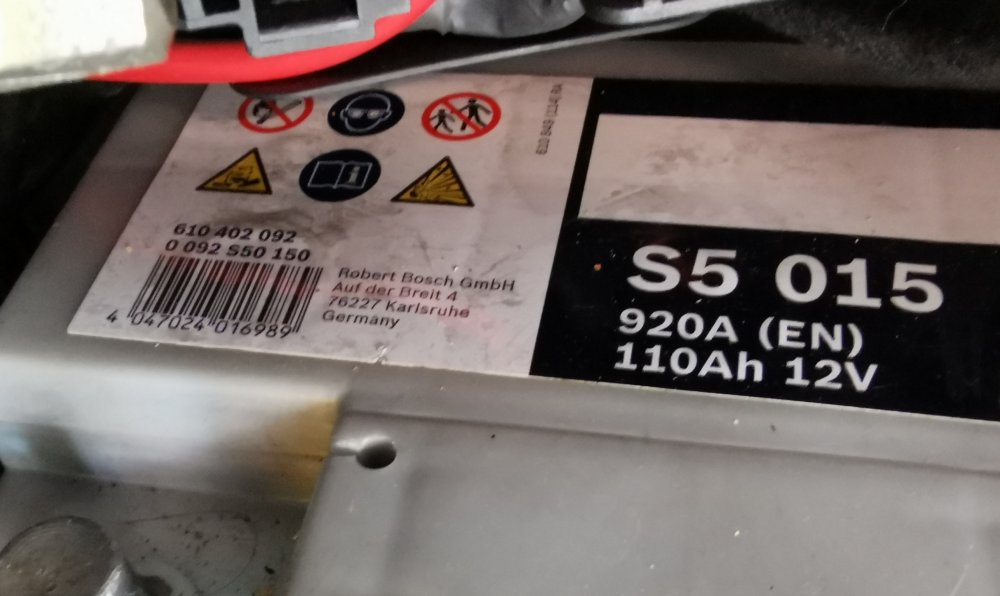 610 402 092
0 092 S50 150
4 047024 016989
Robert Bosch GmbH
Auf der Breit 4
76227 Karlsruhe
Germany
S5 015
920A (EN)
110Ah 12V